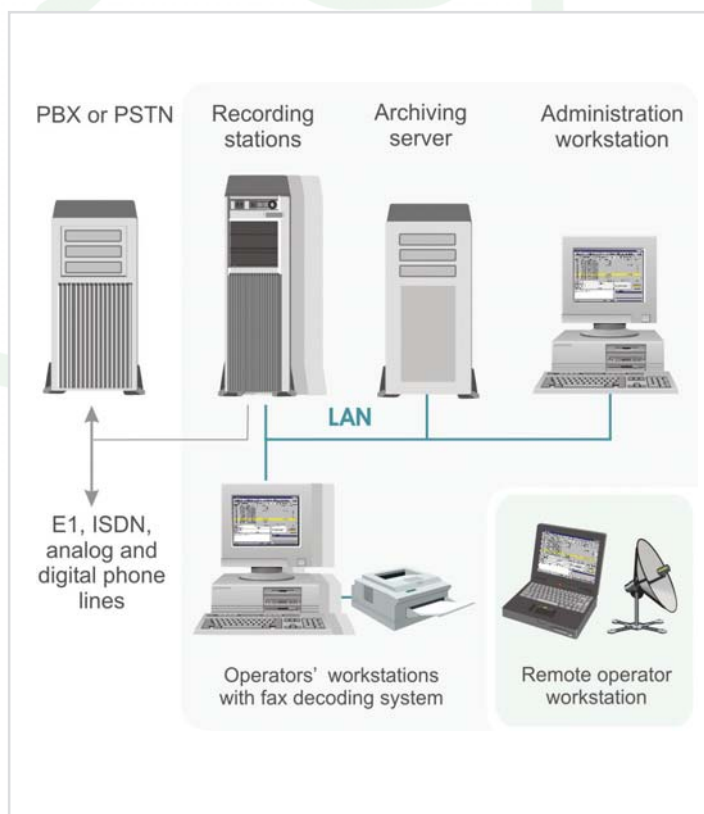 PBX or PSTN
Recording
stations
Archiving
server
Administration
workstation
LAN
E1, ISDN,
analog and
digital phone
lines
Operators' workstations
with fax decoding system
Remote operator
workstation